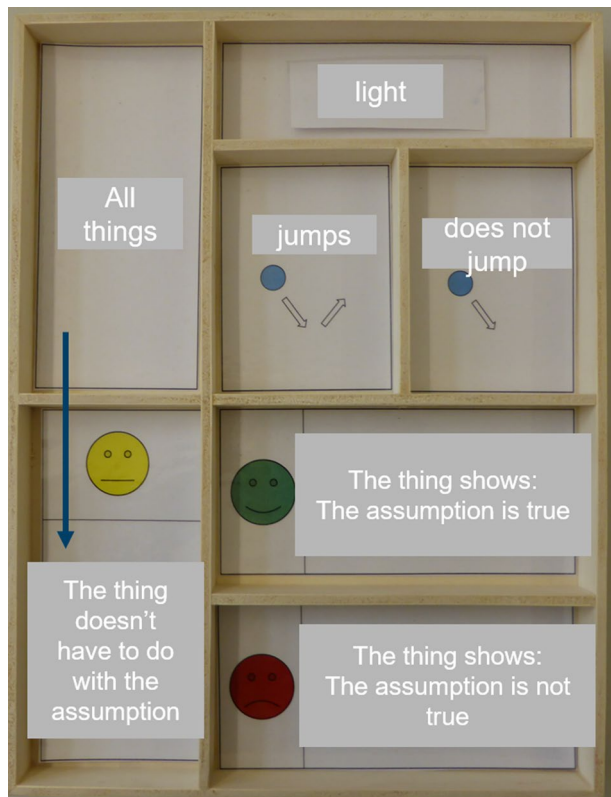 light
All
things
jumps
does not
jump
The thing shows:
The assumption is true
The thing
doesn't
have to do
with the
assumption
The thing shows:
The assumption is not
true